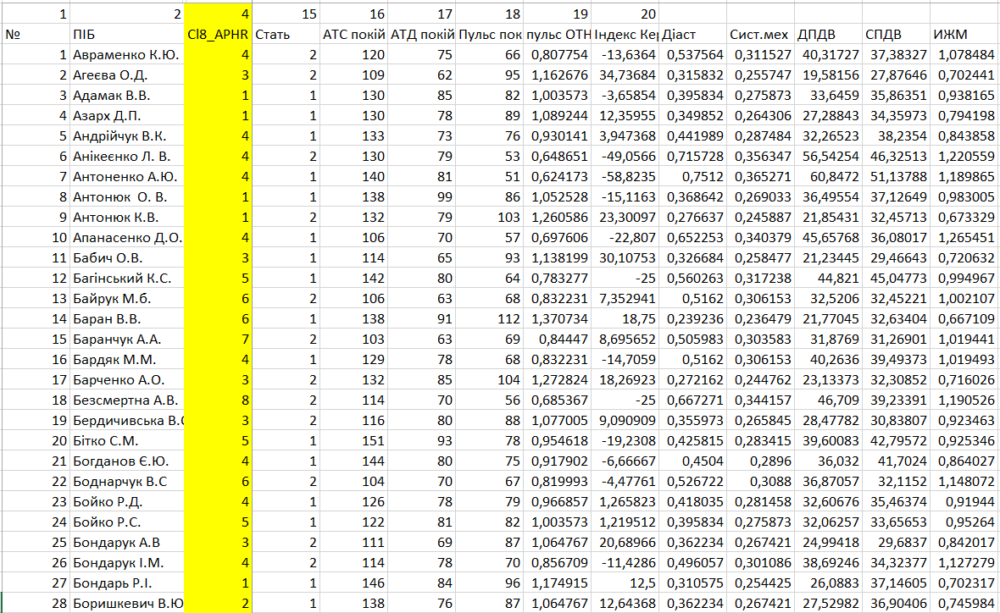 1 2 4 15 16 17 18 19 20
№ ПІБ Cl8_APHR Стать АТС покій АТД покій Пульс пок пульс ОТН Індекс Кер Діаст Сист.мех ДПДВ СПДВ ИЖМ
1 Авраменко К.Ю. 4 2 120 75 66 0,807754 -13,6364 0,537564 0,311527 40,31727 37,38327 1,078484
2 Агеєва О.Д. 3 2 109 62 95 1,162676 34,73684 0,315832 0,255747 19,58156 27,87646 0,702441
3 Адамак В.В. 1 1 130 85 82 1,003573 -3,65854 0,395834 0,275873 33,6459 35,86351 0,938165
4 Азарх Д.П. 1 1 130 78 89 1,089244 12,35955 0,349852 0,264306 27,28843 34,35973 0,794198
5 Андрійчук В.К. 4 1 133 73 76 0,930141 3,947368 0,441989 0,287484 32,26523 38,2354 0,843858
6 Анікеєнко Л. В. 4 2 130 79 53 0,648651 -49,0566 0,715728 0,356347 56,54254 46,32513 1,220559
7 Антоненко А.Ю. 4 1 140 81 51 0,624173 -58,8235 0,7512 0,365271 60,8472 51,13788 1,189865
8 Антонюк О. В. 1 1 138 99 86 1,052528 -15,1163 0,368642 0,269033 36,49554 37,12649 0,983005
9 Антонюк К.В. 1 2 132 79 103 1,260586 23,30097 0,276637 0,245887 21,85431 32,45713 0,673329
10 Апанасенко Д.О. 4 1 106 70 57 0,697606 -22,807 0,652253 0,340379 45,65768 36,08017 1,265451
11 Бабич О.В. 3 1 114 65 93 1,138199 30,10753 0,326684 0,258477 21,23445 29,46643 0,720632
12 Багінський К.С. 5 1 142 80 64 0,783277 -25 0,560263 0,317238 44,821 45,04773 0,994967
13 Байрук М.б. 6 2 106 63 68 0,832231 7,352941 0,5162 0,306153 32,5206 32,45221 1,002107
14 Баран В.В. 6 1 138 91 112 1,370734 18,75 0,239236 0,236479 21,77045 32,63404 0,667109
15 Баранчук А.А. 7 2 103 63 69 0,84447 8,695652 0,505983 0,303583 31,8769 31,26901 1,019441
16 Бардяк М.М. 4 1 129 78 68 0,832231 -14,7059 0,5162 0,306153 40,2636 39,49373 1,019493
17 Барченко А.О. 3 2 132 85 104 1,272824 18,26923 0,272162 0,244762 23,13373 32,30852 0,716026
18 Безсмертна А.В. 8 2 114 70 56 0,685367 -25 0,667271 0,344157 46,709 39,23391 1,190526
19 Бердичивська В.О 3 2 116 80 88 1,077005 9,090909 0,355973 0,265845 28,47782 30,83807 0,923463
20 Бітко С.М. 5 1 151 93 78 0,954618 -19,2308 0,425815 0,283415 39,60083 42,79572 0,925346
21 Богданов Є.Ю. 4 1 144 80 75 0,917902 -6,66667 0,4504 0,2896 36,032 41,7024 0,864027
22 Боднарчук В.С 6 2 104 70 67 0,819993 -4,47761 0,526722 0,3088 36,87057 32,1152 1,148072
23 Бойко Р.Д. 4 1 126 78 79 0,966857 1,265823 0,418035 0,281458 32,60676 35,46374 0,91944
24 Бойко Р.С. 5 1 122 81 82 1,003573 1,219512 0,395834 0,275873 32,06257 33,65653 0,95264
25 Бондарук А.В 3 2 111 69 87 1,064767 20,68966 0,362234 0,267421 24,99418 29,6837 0,842017
26 Бондарук І.М. 4 2 114 78 70 0,856709 -11,4286 0,496057 0,301086 38,69246 34,32377 1,127279
27 Бондарь Р.І. 1 1 146 84 96 1,174915 12,5 0,310575 0,254425 26,0883 37,14605 0,702317
28 Боришкевич В.Ю 2 1 138 76 87 1,064767 12,64368 0,362234 0,267421 27,52982 36,90406 0,745984